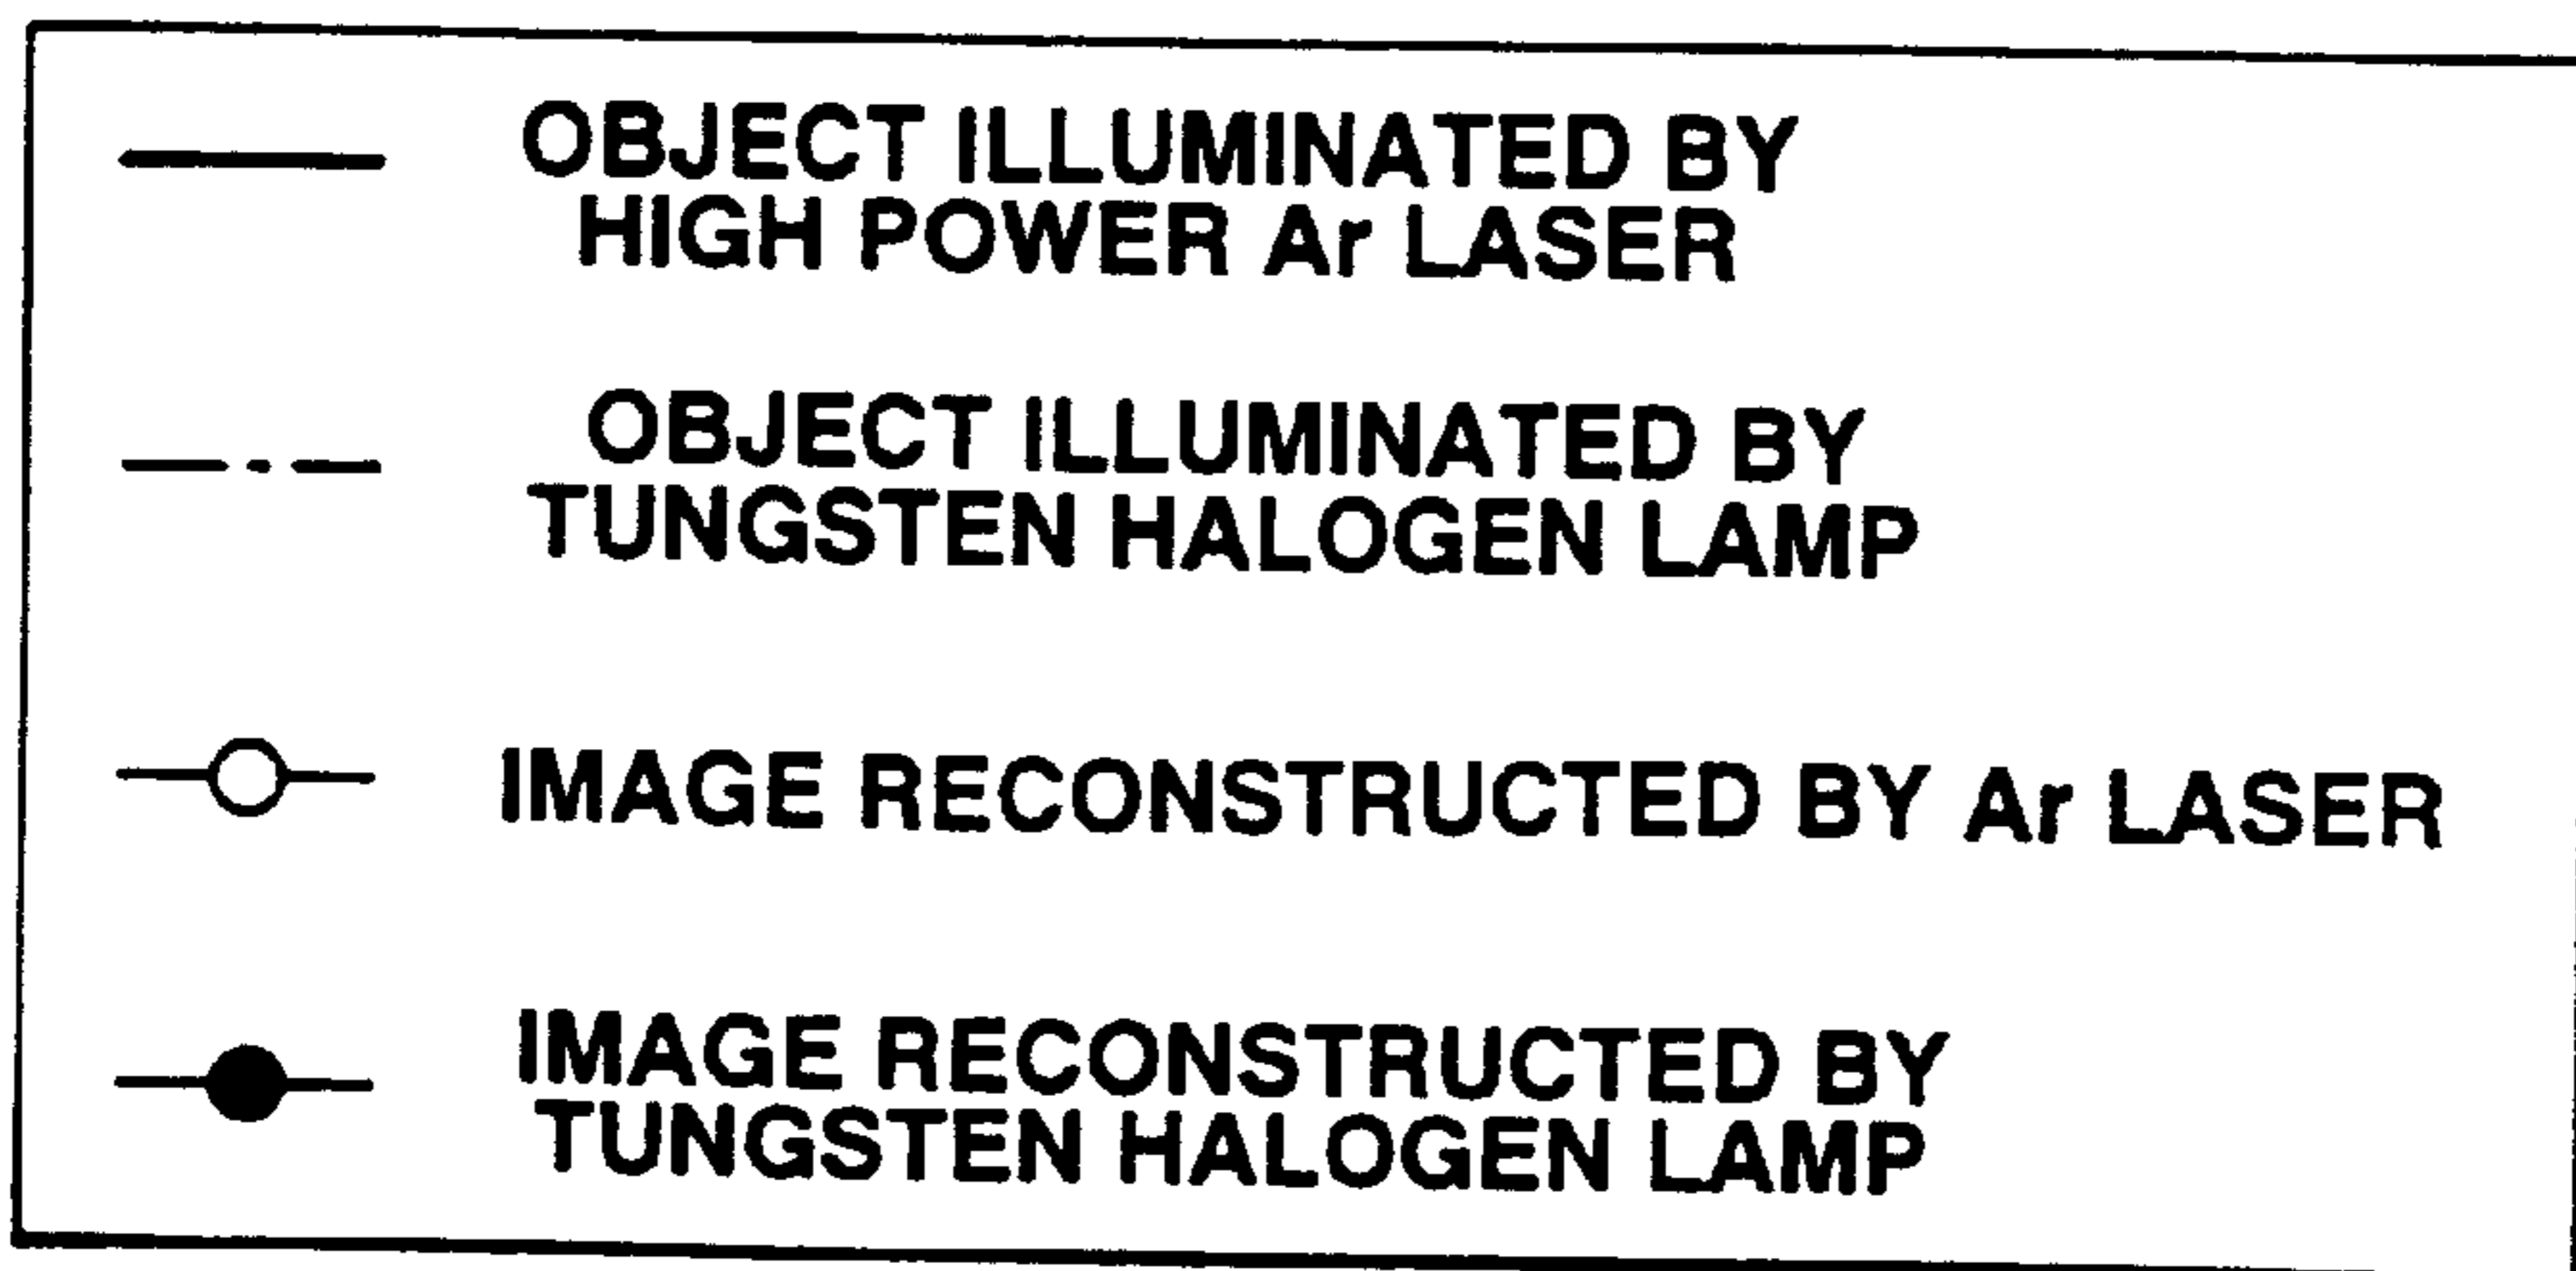 OBJECT ILLUMINATED BY
HIGH POWER Ar LASER
OBJECT ILLUMINATED BY
TUNGSTEN HALOGEN LAMP
IMAGE RECONSTRUCTED BY Ar LASER
IMAGE RECONSTRUCTED BY
TUNGSTEN HALOGEN LAMP